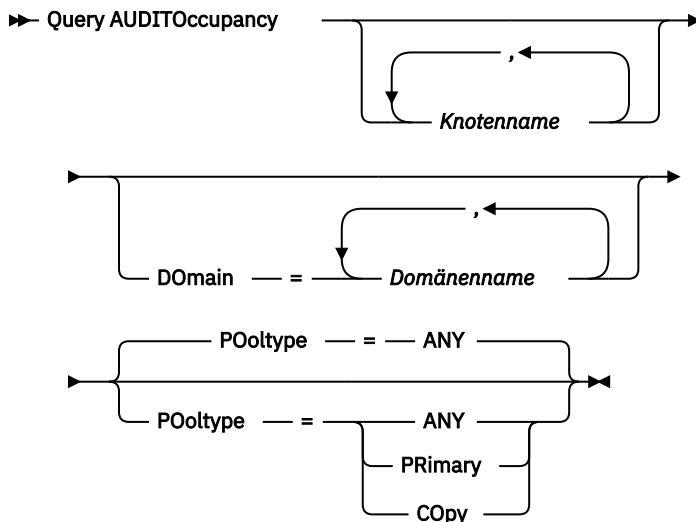 Query AUDITOccupancy
,
Knotenname
,
DOmain = Domänenname
POoltype = ANY
POoltype = ANY
PRimary
COpy